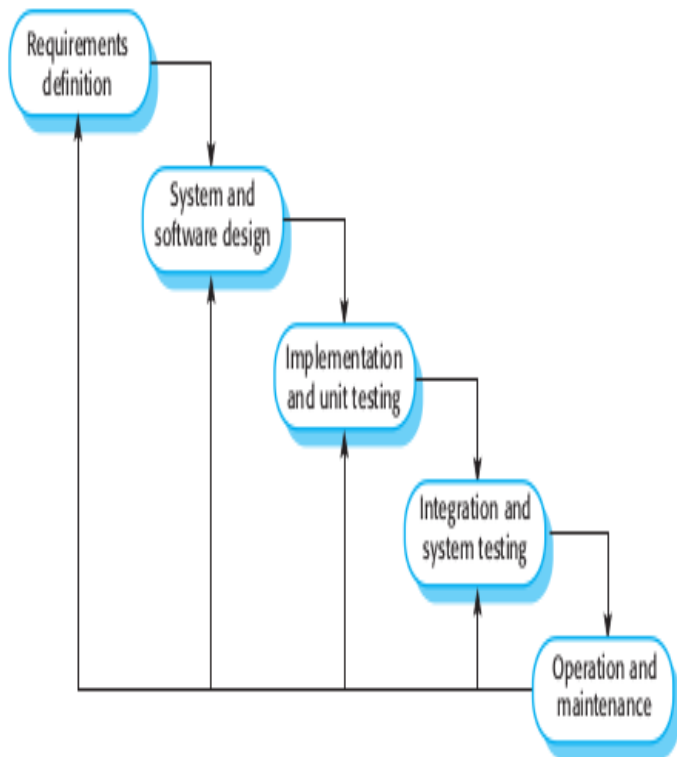 Requirements
definition
System and
software design
Implementation
and unit testing
Integration and
system testing
Operation and
maintenance